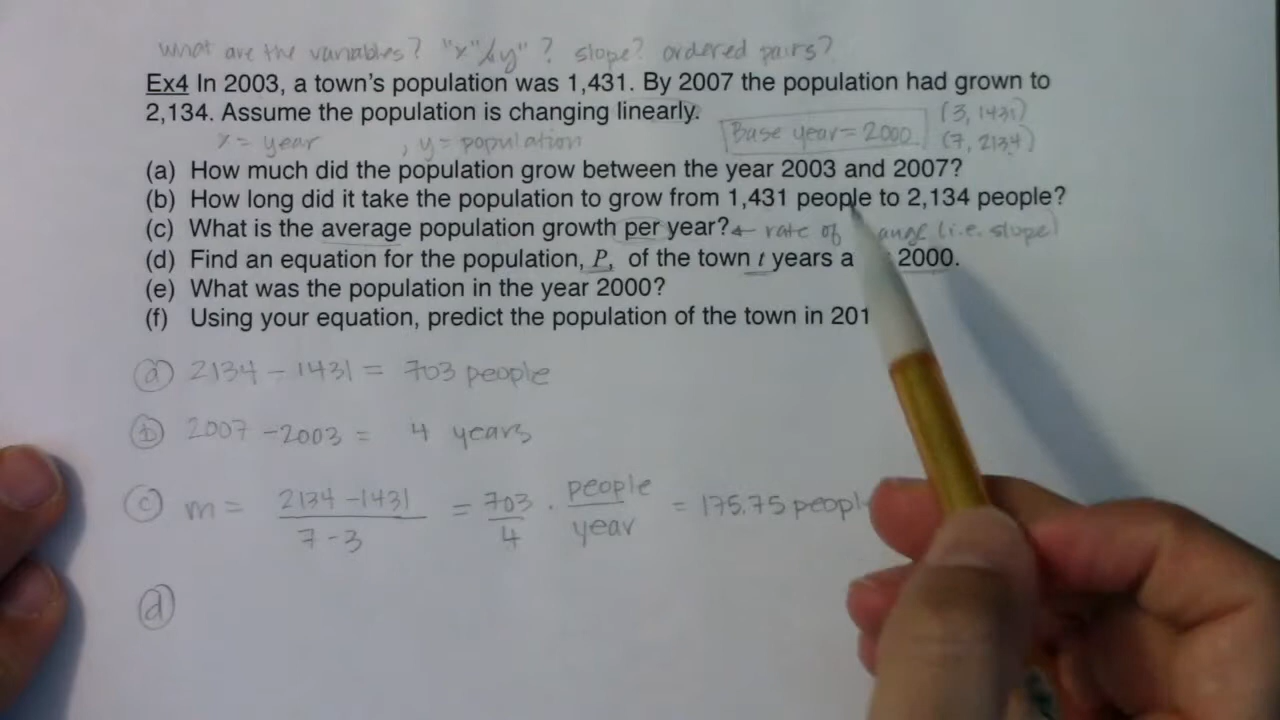 what are the variables? "x" & "y"? slope? ordered pairs?
Ex4 In 2003, a town's population was 1,431. By 2007 the population had grown to
2,134. Assume the population is changing linearly. (3, 1431)
x = year , y = population Base year = 2000 (7, 2134)
(a) How much did the population grow between the year 2003 and 2007?
(b) How long did it take the population to grow from 1,431 people to 2,134 people?
(c) What is the average population growth per year? ← rate of ange (i.e. slope)
(d) Find an equation for the population, P, of the town t years a 2000.
(e) What was the population in the year 2000?
(f) Using your equation, predict the population of the town in 201
(a) 2134 - 1431 = 703 people
(b) 2007 - 2003 = 4 years
(c) m = 2134 - 1431 / 7 - 3 = 703 / 4 · people / year = 175.75 peopl
(d)